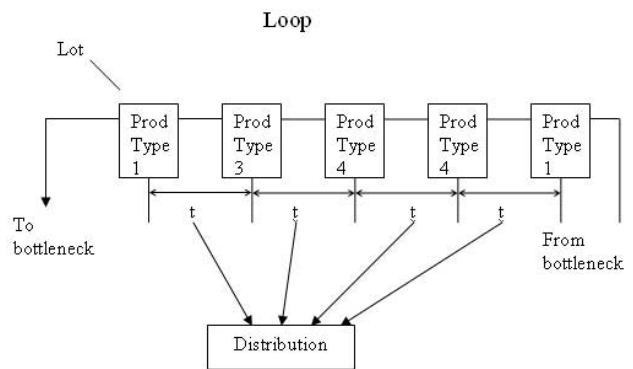 Loop
Lot
Prod
Type
1
Prod
Type
3
Prod
Type
4
Prod
Type
4
Prod
Type
1
t
t
t
t
To
bottleneck
From
bottleneck
Distribution